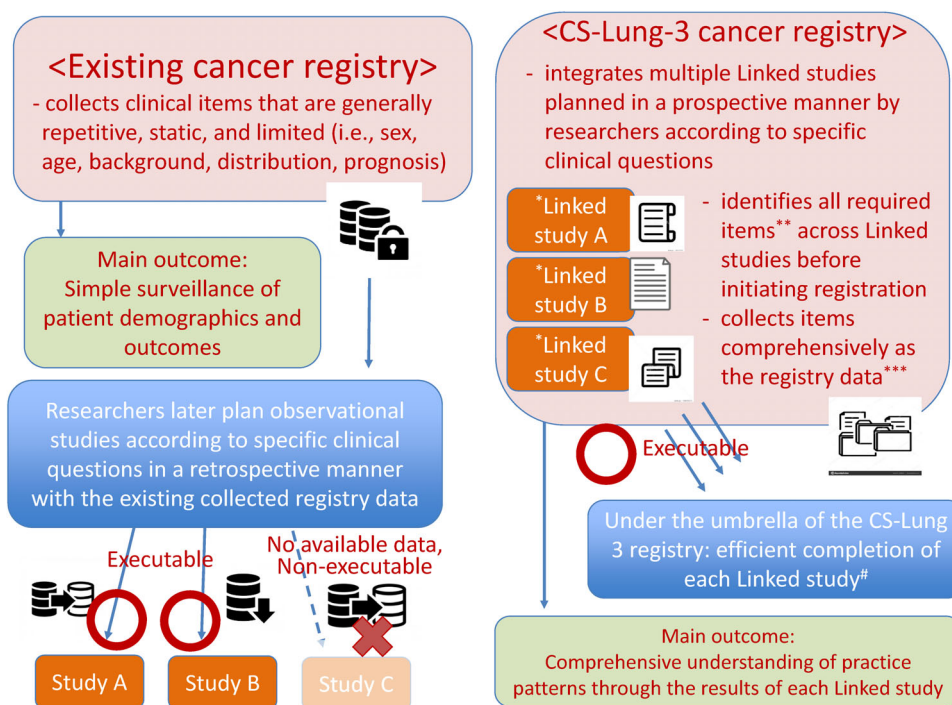 <Existing cancer registry>
- collects clinical items that are generally
repetitive, static, and limited (i.e., sex,
age, background, distribution, prognosis)
Main outcome:
Simple surveillance of
patient demographics and
outcomes
Researchers later plan observational
studies according to specific clinical
questions in a retrospective manner
with the existing collected registry data
Executable
No available data,
Non-executable
Study A
Study B
Study C
<CS-Lung-3 cancer registry>
- integrates multiple Linked studies
planned in a prospective manner by
researchers according to specific
clinical questions
*Linked
study A
*Linked
study B
*Linked
study C
- identifies all required
items** across Linked
studies before
initiating registration
- collects items
comprehensively as
the registry data***
Executable
Under the umbrella of the CS-Lung
3 registry: efficient completion of
each Linked study#
Main outcome:
Comprehensive understanding of practice
patterns through the results of each Linked study